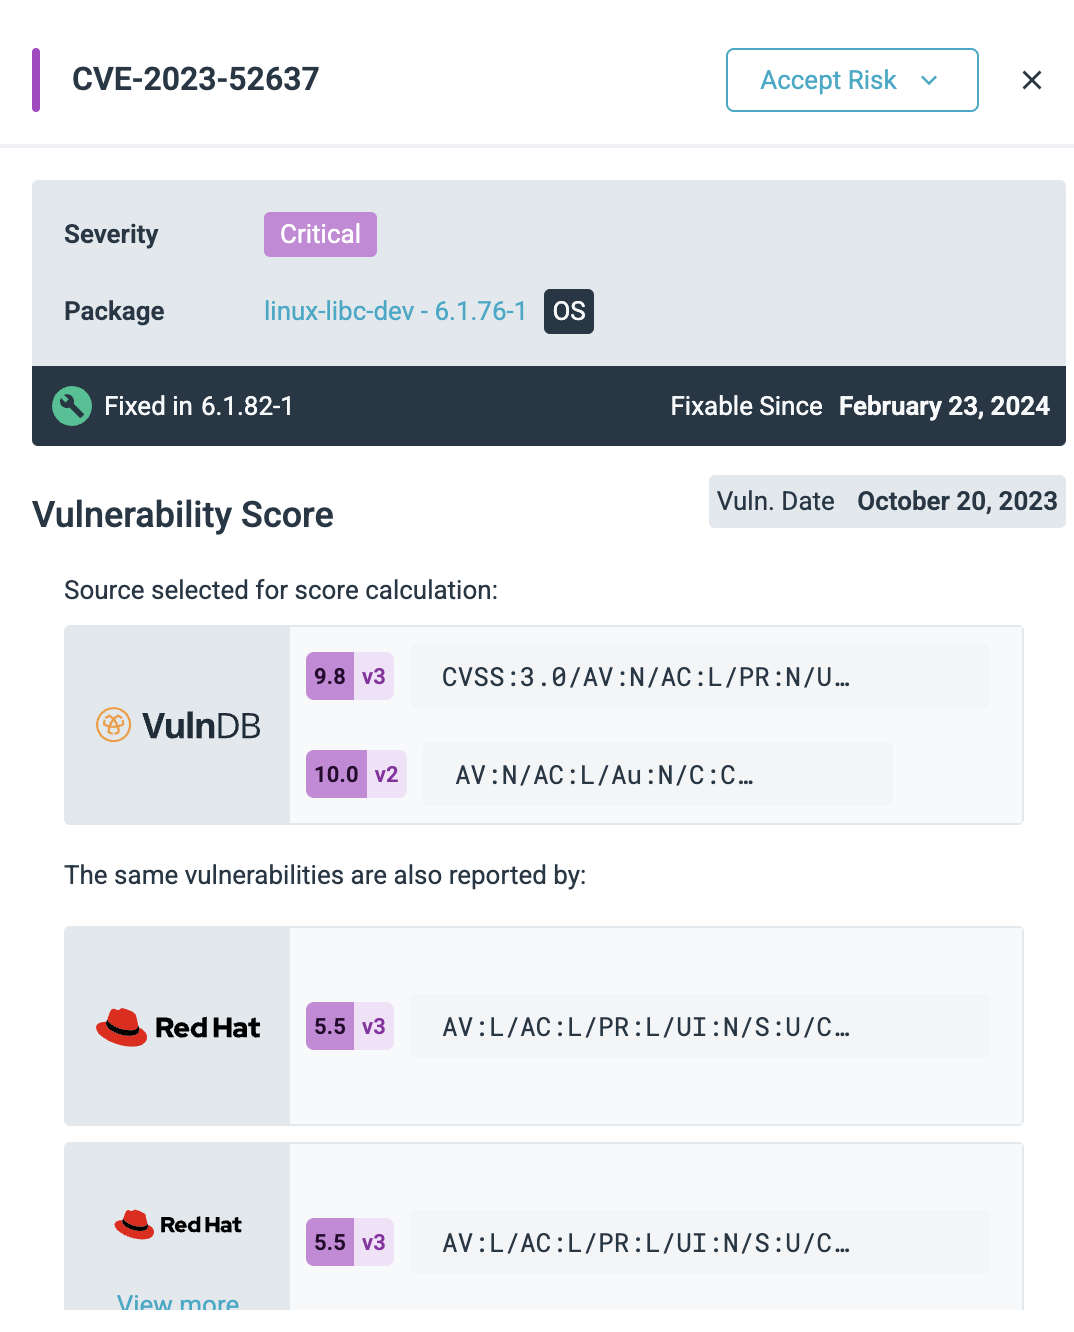 CVE-2023-52637
Accept Risk
Severity Critical
Package linux-libc-dev - 6.1.76-1 OS
Fixed in 6.1.82-1 Fixable Since February 23, 2024
Vulnerability Score Vuln. Date October 20, 2023
Source selected for score calculation:
VulnDB
9.8 v3 CVSS:3.0/AV:N/AC:L/PR:N/U…
10.0 v2 AV:N/AC:L/Au:N/C:C…
The same vulnerabilities are also reported by:
Red Hat 5.5 v3 AV:L/AC:L/PR:L/UI:N/S:U/C…
Red Hat 5.5 v3 AV:L/AC:L/PR:L/UI:N/S:U/C…
View more